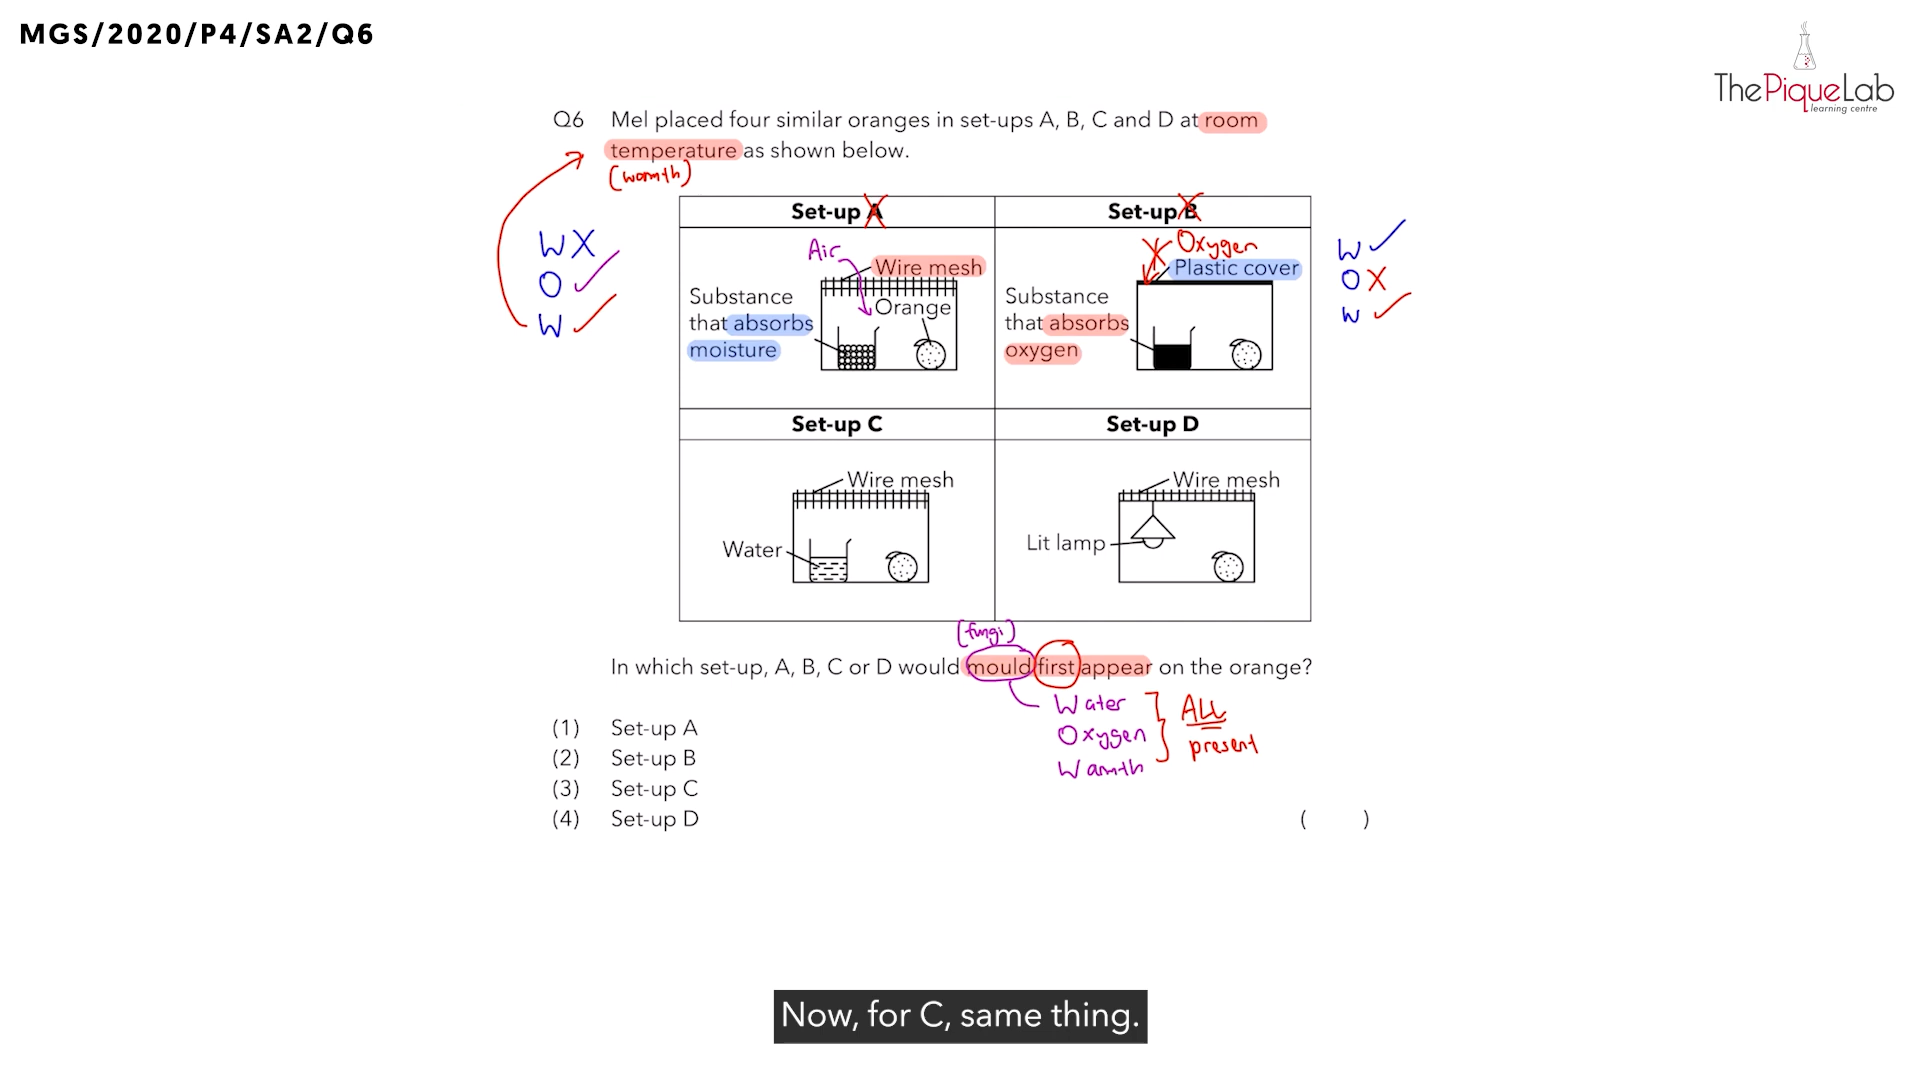 MGS/2020/P4/SA2/Q6
ThePiqueLab
learning centre
Q6 Mel placed four similar oranges in set-ups A, B, C and D at room
temperature as shown below.
(warmth)
Set-up A
Set-up B
W X
O ✓
W ✓
Air
Wire mesh
Substance
that absorbs
moisture
Orange
X Oxygen
Plastic cover
Substance
that absorbs
oxygen
W ✓
O X
W ✓
Set-up C
Set-up D
Wire mesh
Water
Wire mesh
Lit lamp
(fungi)
In which set-up, A, B, C or D would mould first appear on the orange?
Water
Oxygen
Warmth
ALL
present
(1) Set-up A
(2) Set-up B
(3) Set-up C
(4) Set-up D
( )
Now, for C, same thing.